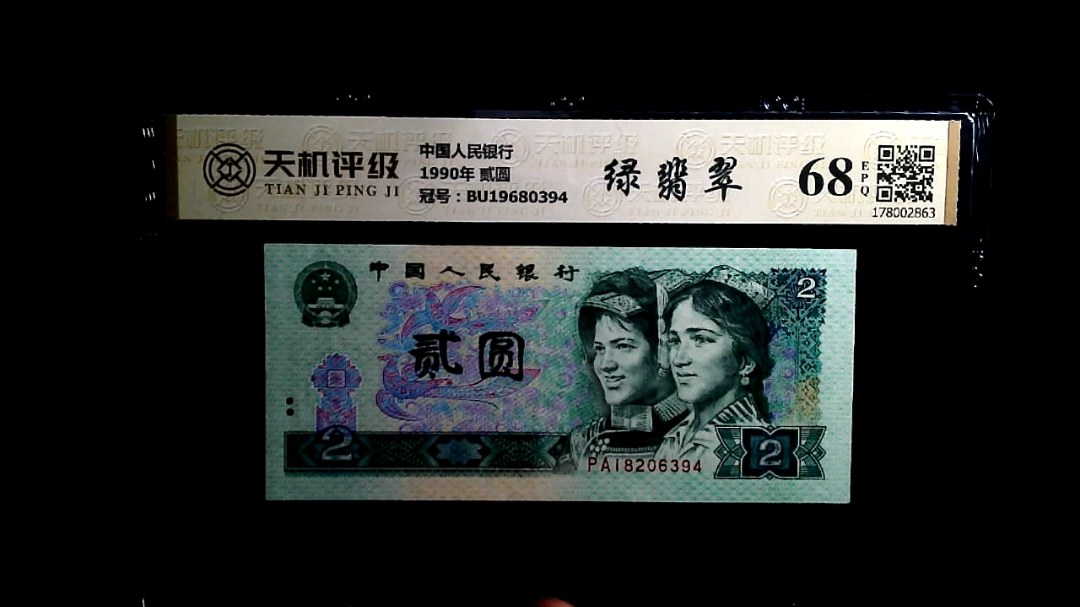 天机评级
TIAN JI PING JI
中国人民银行
1990年 贰圆
冠号：BU19680394
绿翡翠
68
EPQ
178002863
中国人民银行
2
贰圆
2
PA18206394
2